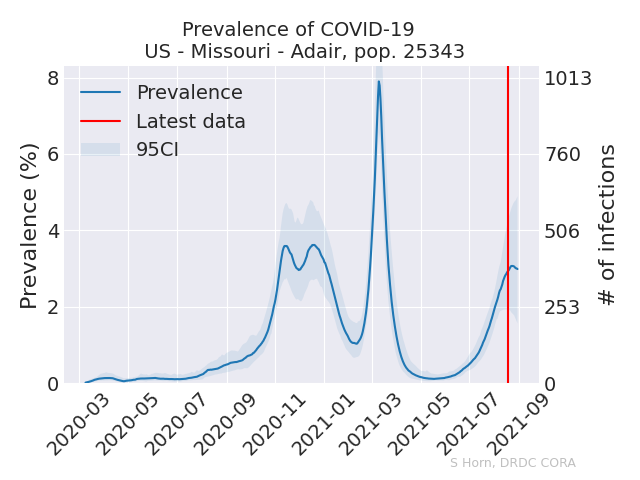 Prevalence of COVID-19
US - Missouri - Adair, pop. 25343
Prevalence
Latest data
95CI
Prevalence (%)
8
6
4
2
0
1013
760
506
253
0
# of infections
2020-03
2020-05
2020-07
2020-09
2020-11
2021-01
2021-03
2021-05
2021-07
2021-09
S Horn, DRDC CORA